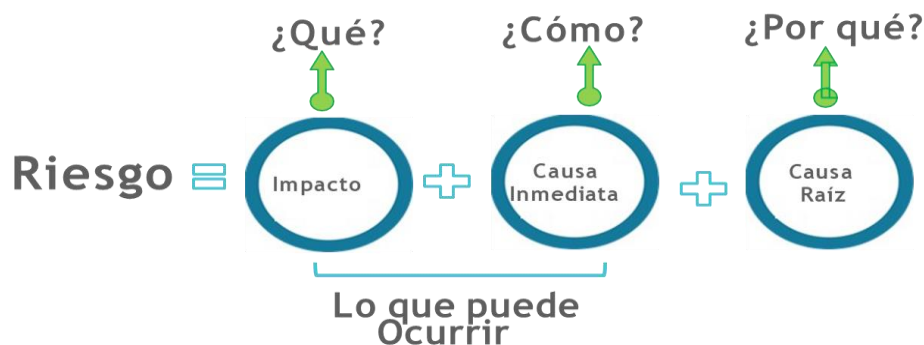 ¿Qué? ¿Cómo? ¿Por qué?
Riesgo = Impacto + Causa Inmediata + Causa Raíz
Lo que puede
Ocurrir